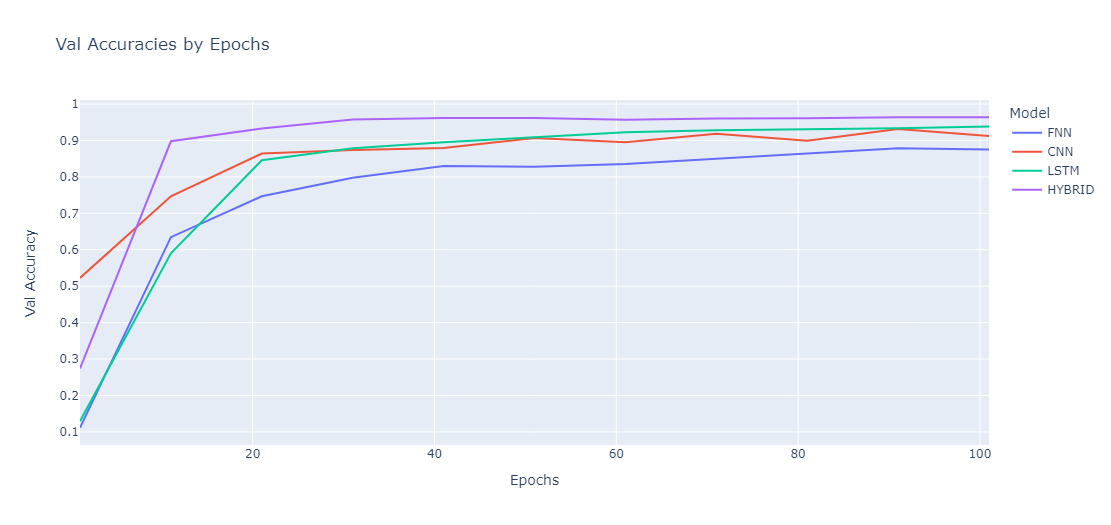 Val Accuracies by Epochs
Val Accuracy
1
0.9
0.8
0.7
0.6
0.5
0.4
0.3
0.2
0.1
20
40
60
80
100
Epochs
Model
FNN
CNN
LSTM
HYBRID